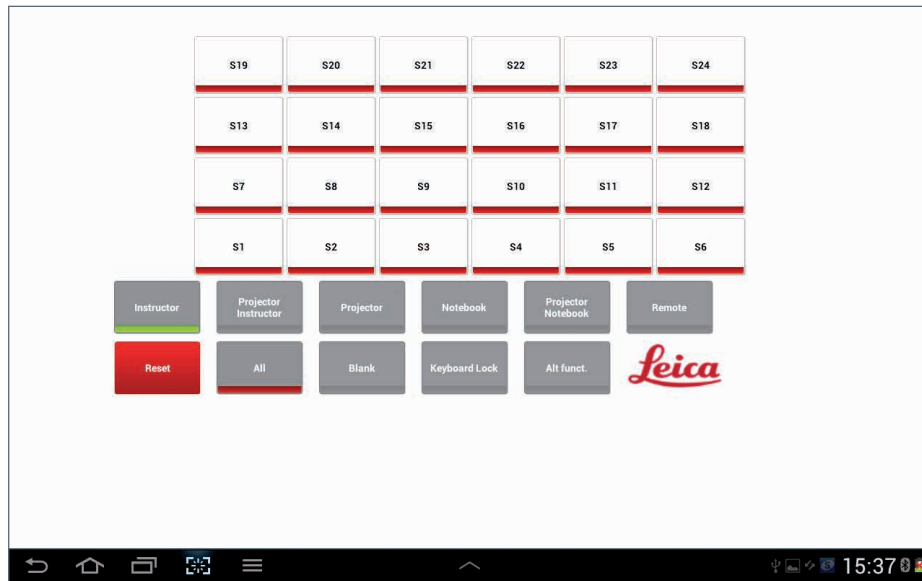 S19 S20 S21 S22 S23 S24
S13 S14 S15 S16 S17 S18
S7 S8 S9 S10 S11 S12
S1 S2 S3 S4 S5 S6
Instructor Projector Instructor Projector Notebook Projector Notebook Remote
Reset All Blank Keyboard Lock Alt funct. Leica
15:37